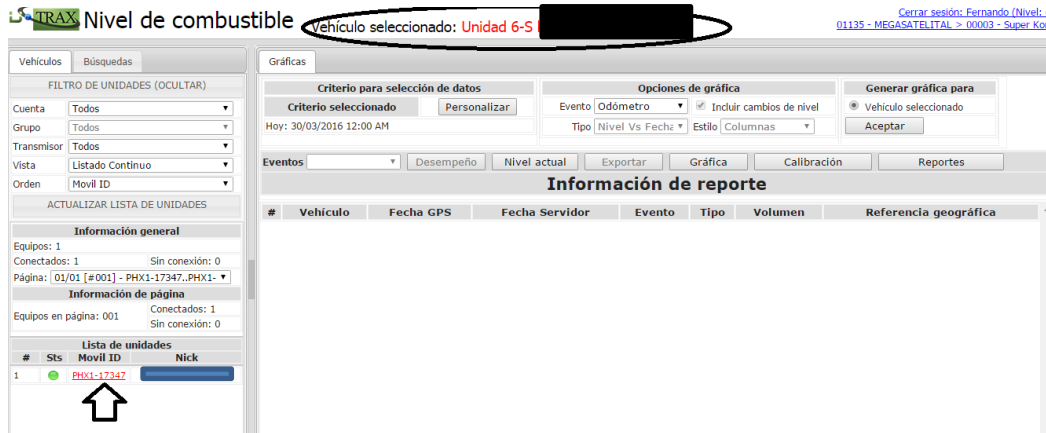 TRAX Nivel de combustible
Vehículo seleccionado: Unidad 6-S
Cerrar sesión: Fernando (Nivel:
01135 - MEGASATELITAL > 00003 - Super
Vehículos Búsquedas
FILTRO DE UNIDADES (OCULTAR)
Cuenta Todos
Grupo Todos
Transmisor Todos
Vista Listado Continuo
Orden Movil ID
ACTUALIZAR LISTA DE UNIDADES
Información general
Equipos: 1
Conectados: 1 Sin conexión: 0
Página: 01/01 [#001] - PHX1-17347..PHX1-
Información de página
Equipos en página: 001
Conectados: 1
Sin conexión: 0
Lista de unidades
# Sts Movil ID Nick
1 PHX1-17347
Gráficas
Criterio para selección de datos
Criterio seleccionado Personalizar
Hoy: 30/03/2016 12:00 AM
Opciones de gráfica
Evento Odómetro Incluir cambios de nivel
Tipo Nivel Vs Fecha Estilo Columnas
Generar gráfica para
Vehículo seleccionado
Aceptar
Eventos Desempeño Nivel actual Exportar Gráfica Calibración Reportes
Información de reporte
# Vehículo Fecha GPS Fecha Servidor Evento Tipo Volumen Referencia geográfica